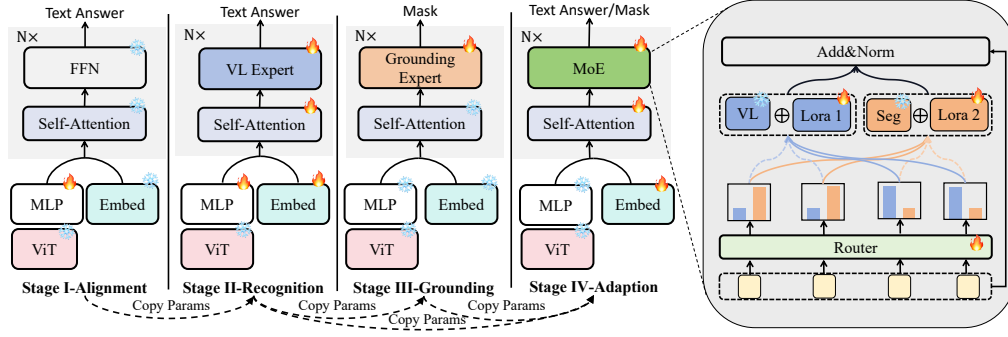 Text Answer
Text Answer
Mask
Text Answer/Mask
N×
N×
N×
N×
FFN
VL Expert
Grounding
Expert
MoE
Self-Attention
Self-Attention
Self-Attention
Self-Attention
MLP
Embed
MLP
Embed
MLP
Embed
MLP
Embed
ViT
ViT
ViT
ViT
Stage I-Alignment
Stage II-Recognition
Stage III-Grounding
Stage IV-Adaption
Copy Params
Copy Params
Copy Params
Copy Params
Add&Norm
VL
⊕
Lora 1
Seg
⊕
Lora 2
Router